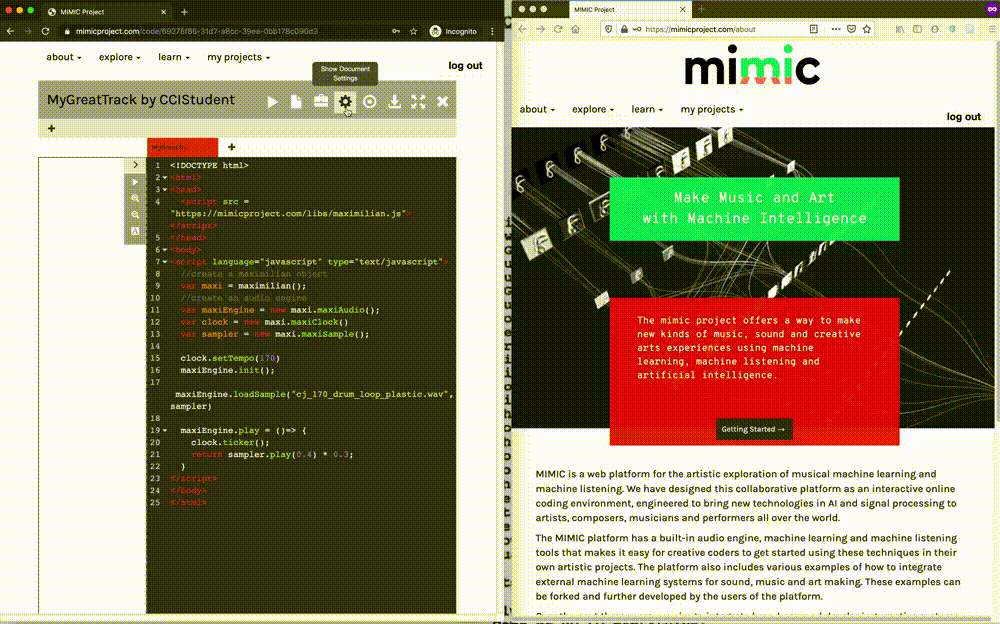 MIMIC Project
mimicproject.com/code/69276f85-31d7-a8cc-39ee-0bb178c090d3
Incognito
about
explore
learn
my projects
log out
Show Document
Settings
MyGreatTrack by CCIStudent
+
+
1 <!DOCTYPE html>
2 <html>
3 <head>
4 <script src =
"https://mimicproject.com/libs/maximilian.js">
</script>
5 </head>
6 <body>
7 <script language="javascript" type="text/javascript">
8 //create a maximilian object
9 var maxi = maximilian();
10 //create an audio engine
11 var maxiEngine = new maxi.maxiAudio();
12 var clock = new maxi.maxiClock()
13 var sampler = new maxi.maxiSample();
14
15 clock.setTempo(170)
16 maxiEngine.init();
17
maxiEngine.loadSample("cj_170_drum_loop_plastic.wav",
sampler)
18
19 maxiEngine.play = ()=> {
20 clock.ticker();
21 return sampler.play(0.4) * 0.3;
22 }
23 </script>
24 </body>
25 </html>
MIMIC Project
https://mimicproject.com/about
mimic
about
explore
learn
my projects
log out
Make Music and Art
with Machine Intelligence
The mimic project offers a way to make
new kinds of music, sound and creative
arts experiences using machine
learning, machine listening and
artificial intelligence.
Getting Started →
MIMIC is a web platform for the artistic exploration of musical machine learning and
machine listening. We have designed this collaborative platform as an interactive online
coding environment, engineered to bring new technologies in AI and signal processing to
artists, composers, musicians and performers all over the world.
The MIMIC platform has a built-in audio engine, machine learning and machine listening
tools that makes it easy for creative coders to get started using these techniques in their
own artistic projects. The platform also includes various examples of how to integrate
external machine learning systems for sound, music and art making. These examples can
be forked and further developed by the users of the platform.